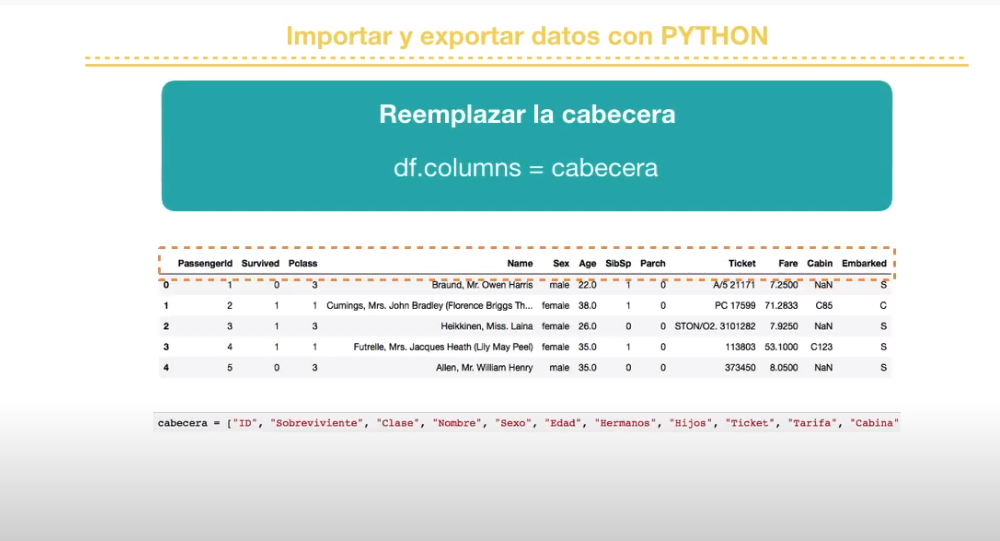 Importar y exportar datos con PYTHON
Reemplazar la cabecera
df.columns = cabecera
PassengerId Survived Pclass Name Sex Age SibSp Parch Ticket Fare Cabin Embarked
0 1 0 3 Braund, Mr. Owen Harris male 22.0 1 0 A/5 21171 7.2500 NaN S
1 2 1 1 Cumings, Mrs. John Bradley (Florence Briggs Th... female 38.0 1 0 PC 17599 71.2833 C85 C
2 3 1 3 Heikkinen, Miss. Laina female 26.0 0 0 STON/O2. 3101282 7.9250 NaN S
3 4 1 1 Futrelle, Mrs. Jacques Heath (Lily May Peel) female 35.0 1 0 113803 53.1000 C123 S
4 5 0 3 Allen, Mr. William Henry male 35.0 0 0 373450 8.0500 NaN S
cabecera = ["ID", "Sobreviviente", "Clase", "Nombre", "Sexo", "Edad", "Hermanos", "Hijos", "Ticket", "Tarifa", "Cabina"